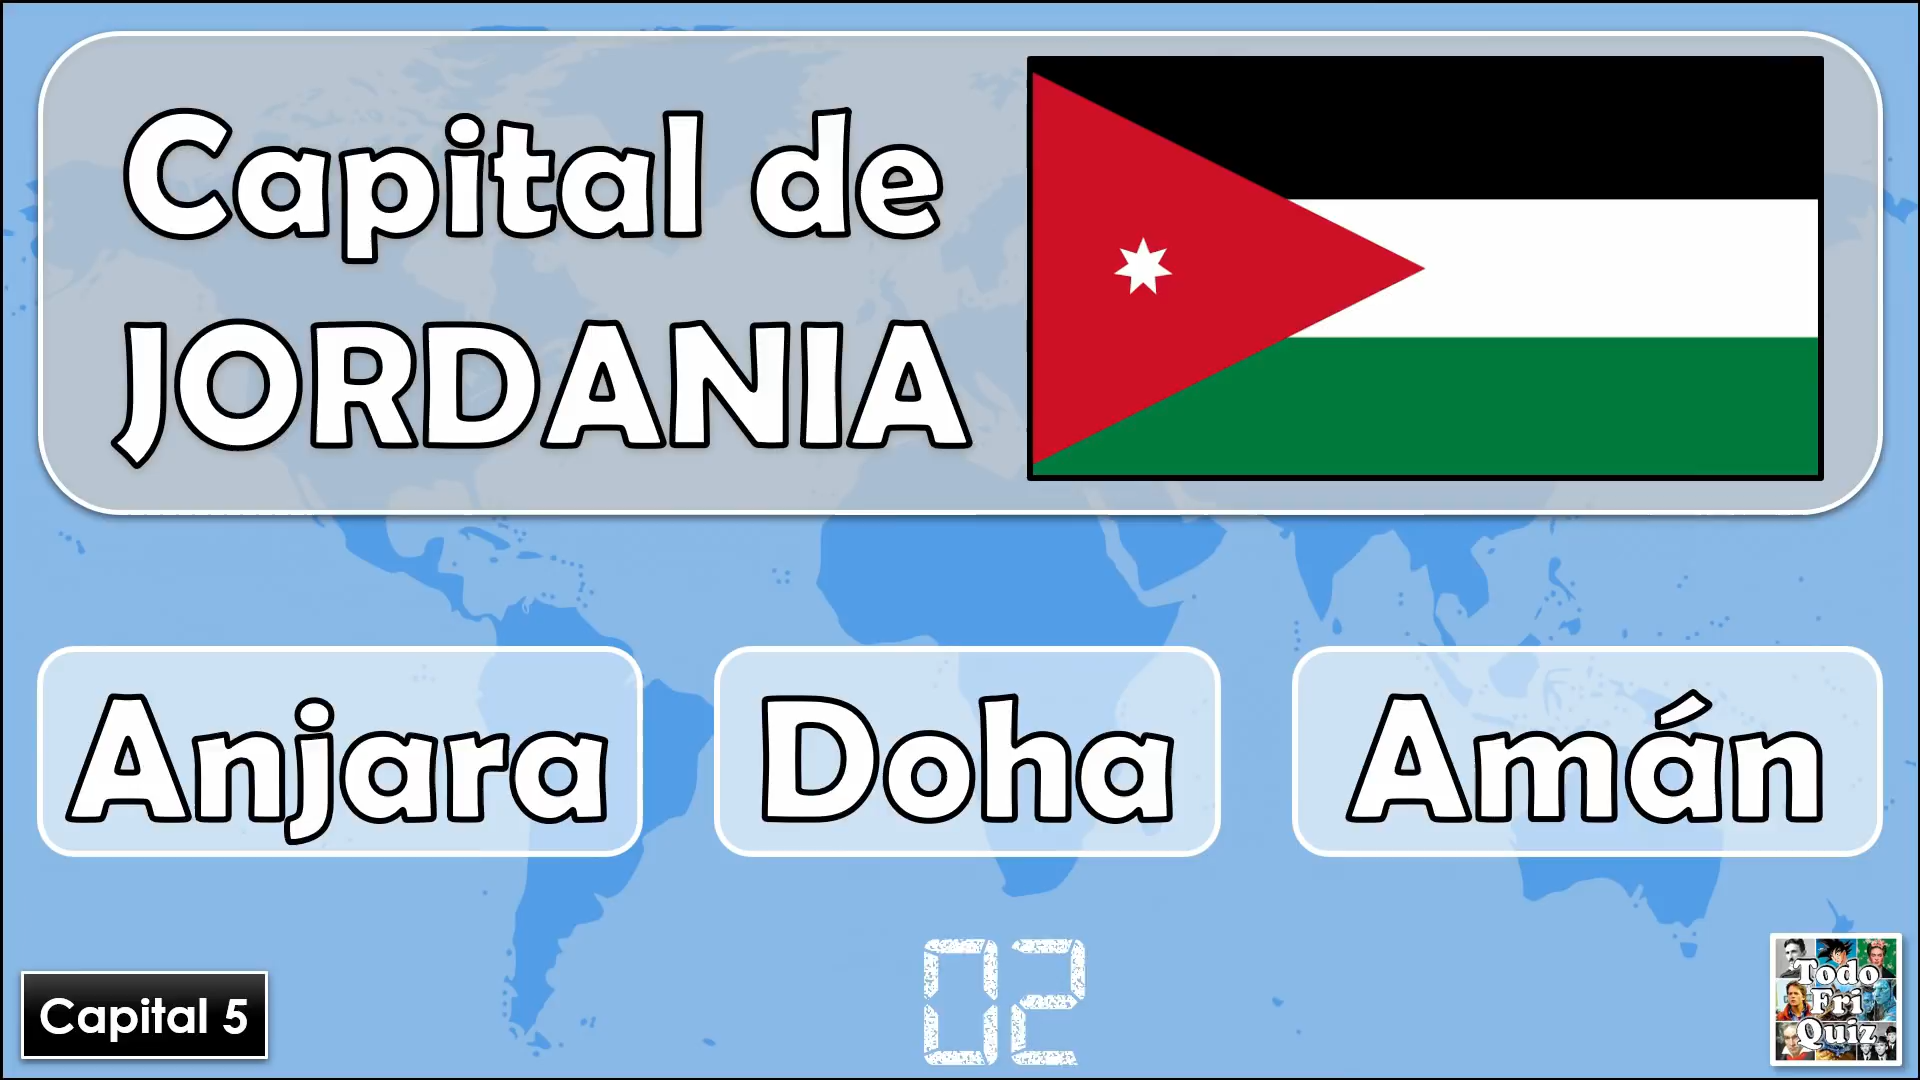 Capital de
JORDANIA
Anjara
Doha
Amán
02
Capital 5
Todo
Fri
Quiz